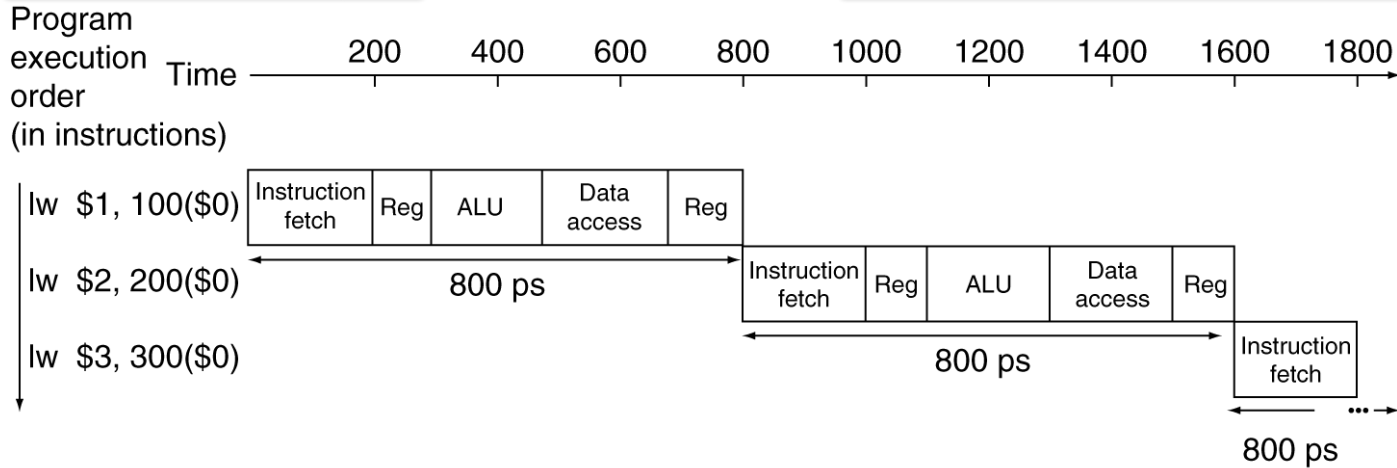 Program
execution
order
(in instructions)
Time
200 400 600 800 1000 1200 1400 1600 1800
lw $1, 100($0)
Instruction
fetch
Reg
ALU
Data
access
Reg
800 ps
lw $2, 200($0)
Instruction
fetch
Reg
ALU
Data
access
Reg
800 ps
lw $3, 300($0)
Instruction
fetch
...
800 ps